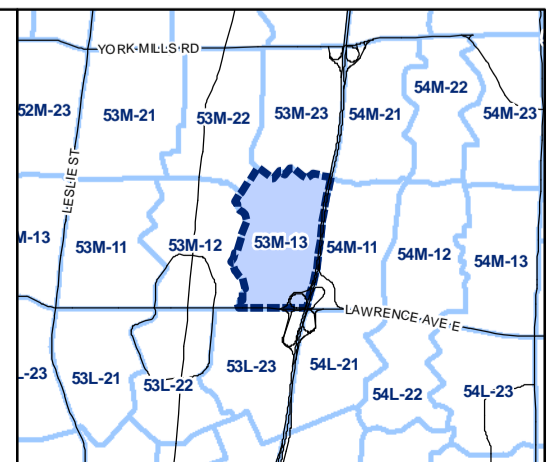 YORK MILLS RD
54M-22
52M-23
53M-21
53M-22
53M-23
54M-21
54M-23
LESLIE ST
M-13
53M-11
53M-12
53M-13
54M-11
54M-12
54M-13
LAWRENCE AVE E
L-23
53L-21
53L-22
53L-23
54L-21
54L-22
54L-23